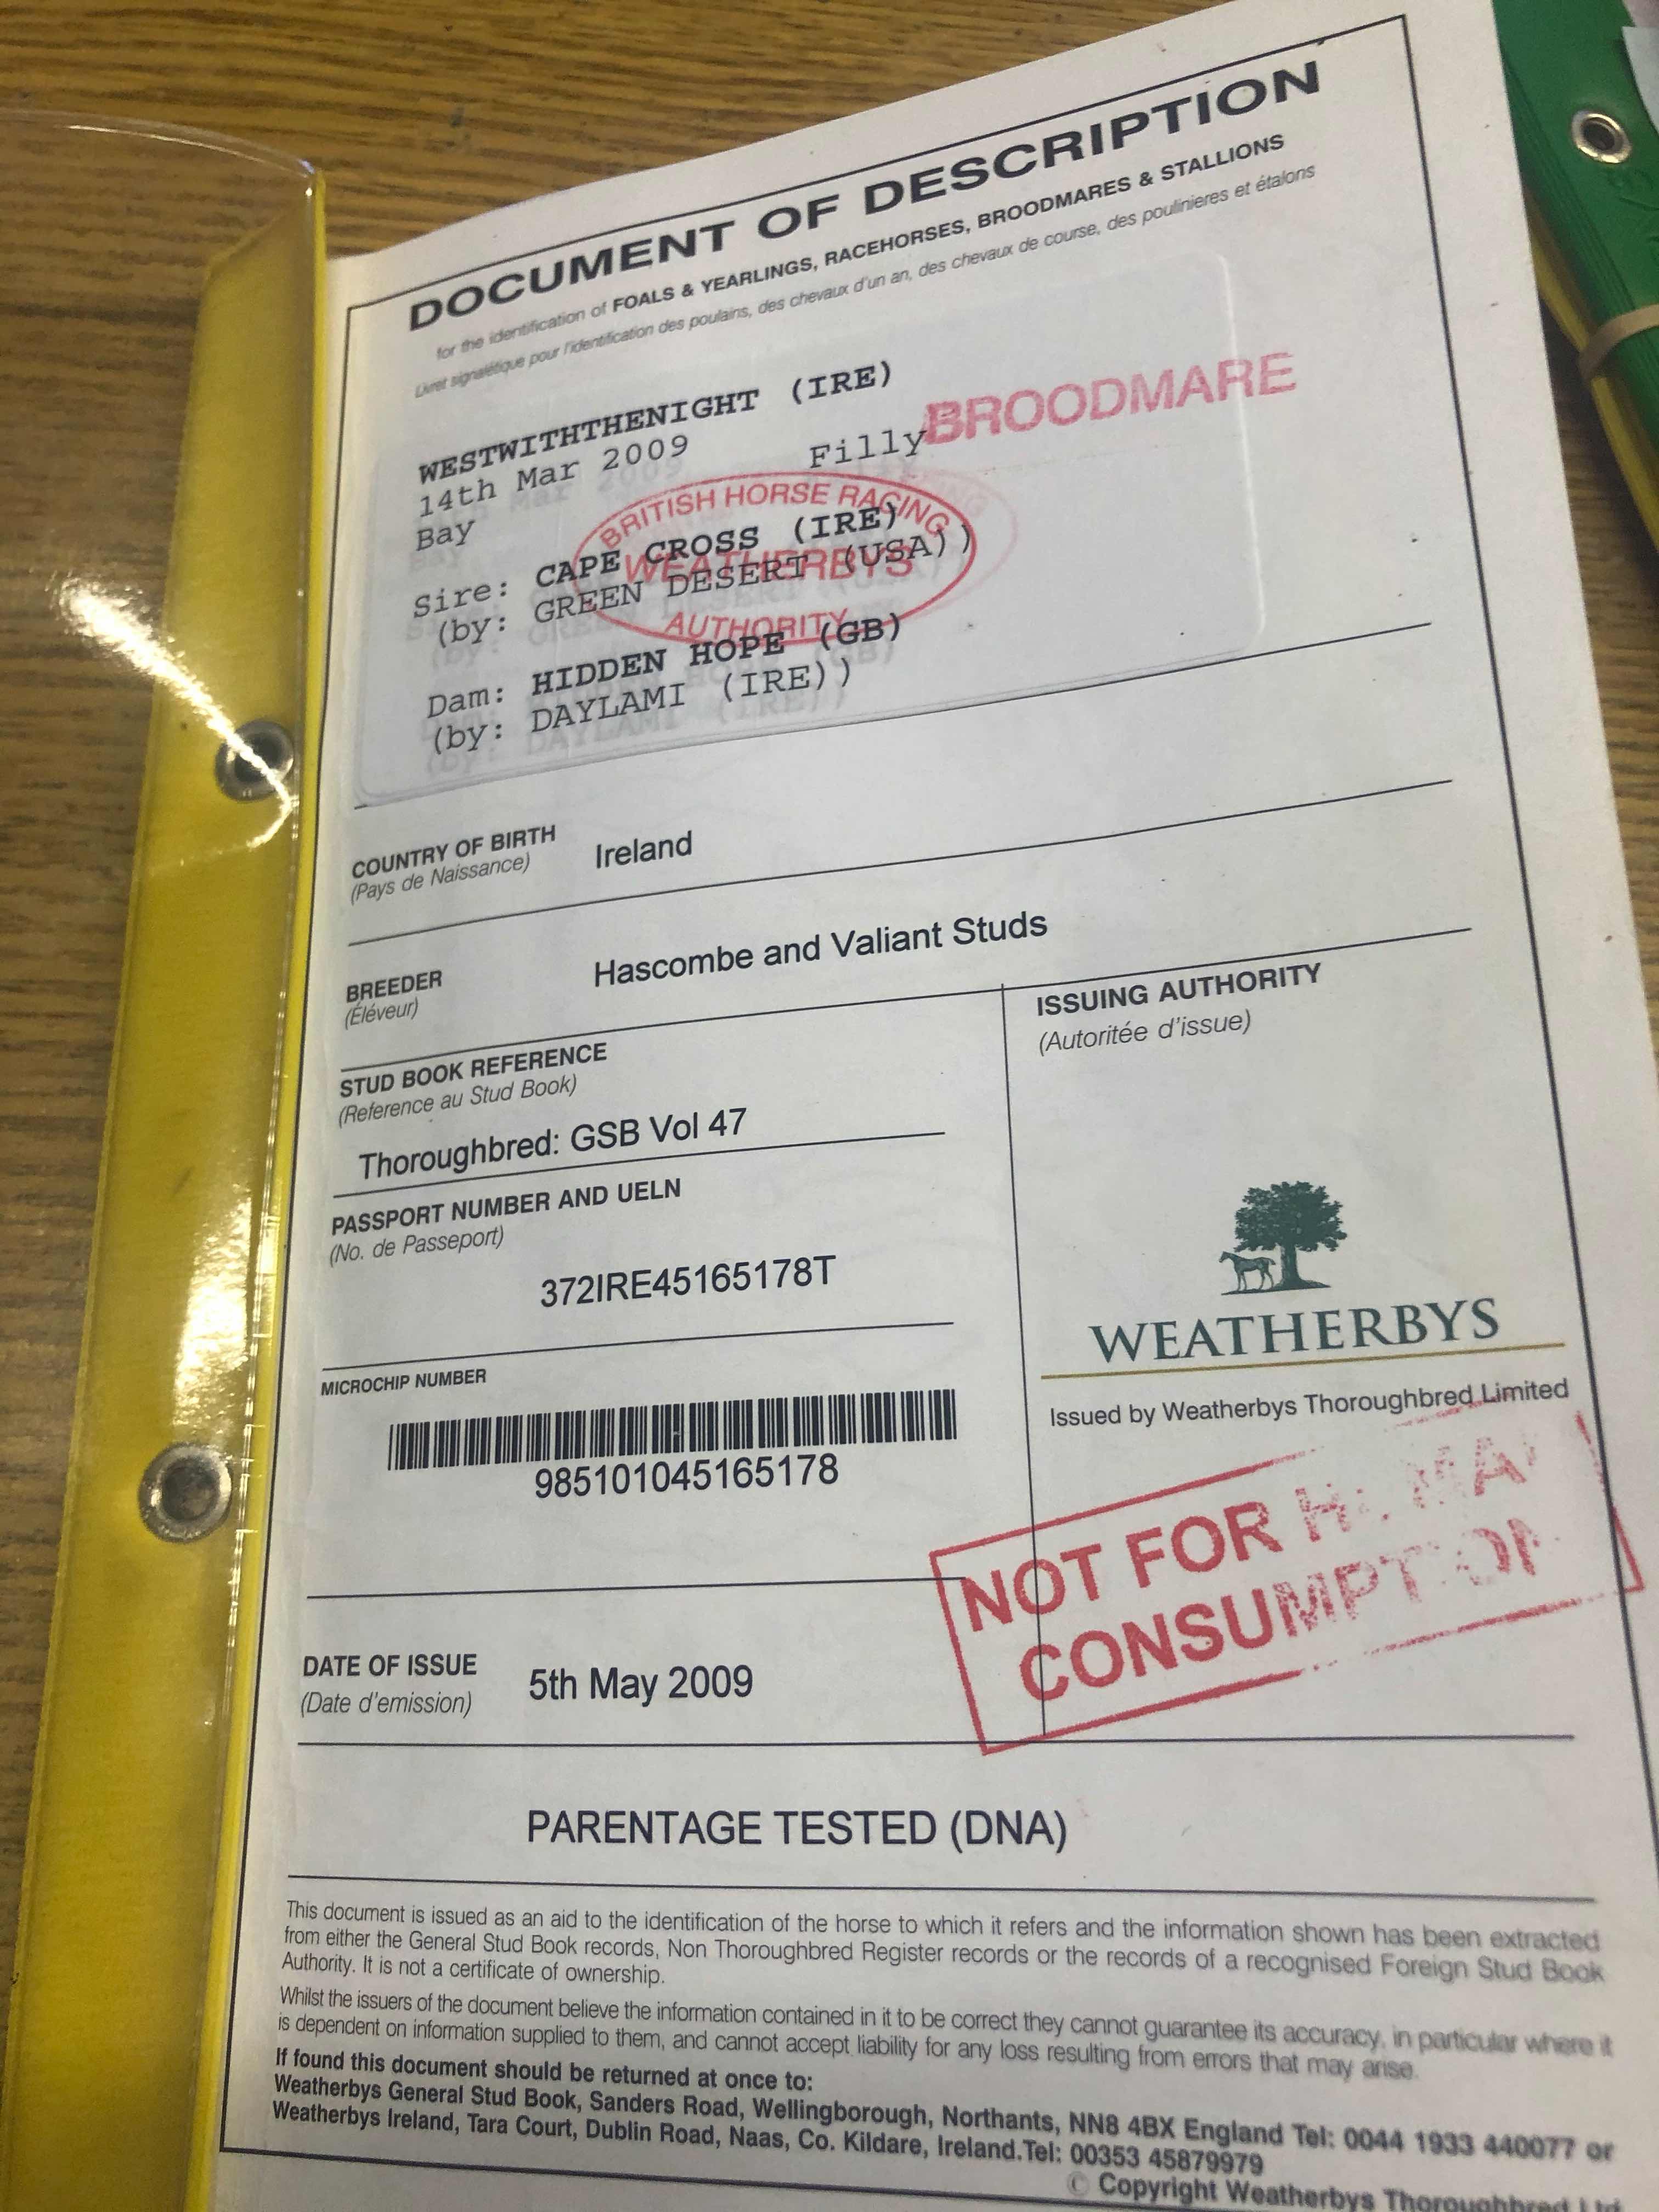 DOCUMENT OF DESCRIPTION
for the identification of FOALS & YEARLINGS, RACEHORSES, BROODMARES & STALLIONS
Livret signalétique pour l'identification des poulains, des chevaux d'un an, des chevaux de course, des poulinieres et étalons
WESTWITHTHENIGHT (IRE)
14th Mar 2009 Filly BROODMARE
Bay
BRITISH HORSE RACING
WEATHERBYS
AUTHORITY
Sire: CAPE CROSS (IRE)
(by: GREEN DESERT (USA))
Dam: HIDDEN HOPE (GB)
(by: DAYLAMI (IRE))
COUNTRY OF BIRTH Ireland
(Pays de Naissance)
BREEDER Hascombe and Valiant Studs
(Éléveur)
STUD BOOK REFERENCE
(Reference au Stud Book)
Thoroughbred: GSB Vol 47
PASSPORT NUMBER AND UELN
(No. de Passeport)
372IRE45165178T
MICROCHIP NUMBER
985101045165178
ISSUING AUTHORITY
(Autoritée d'issue)
WEATHERBYS
Issued by Weatherbys Thoroughbred Limited
NOT FOR HUMAN
CONSUMPTION
DATE OF ISSUE 5th May 2009
(Date d'emission)
PARENTAGE TESTED (DNA)
This document is issued as an aid to the identification of the horse to which it refers and the information shown has been extracted
from either the General Stud Book records, Non Thoroughbred Register records or the records of a recognised Foreign Stud Book
Authority. It is not a certificate of ownership.
Whilst the issuers of the document believe the information contained in it to be correct they cannot guarantee its accuracy, in particular where it
is dependent on information supplied to them, and cannot accept liability for any loss resulting from errors that may arise.
If found this document should be returned at once to:
Weatherbys General Stud Book, Sanders Road, Wellingborough, Northants, NN8 4BX England Tel: 0044 1933 440077 or
Weatherbys Ireland, Tara Court, Dublin Road, Naas, Co. Kildare, Ireland.Tel: 00353 45879979
© Copyright Weatherbys Thoroughbred Ltd